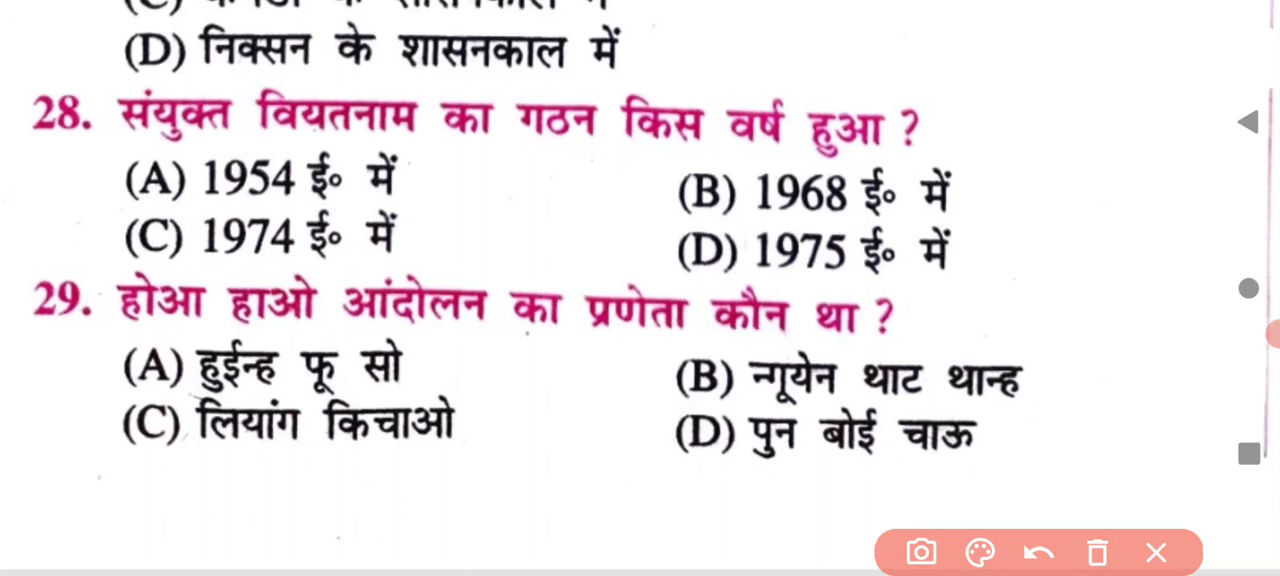 (D) निक्सन के शासनकाल में
28. संयुक्त वियतनाम का गठन किस वर्ष हुआ ?
(A) 1954 ई० में (B) 1968 ई० में
(C) 1974 ई० में (D) 1975 ई० में
29. होआ हाओ आंदोलन का प्रणेता कौन था ?
(A) हुईन्ह फू सो (B) न्गूयेन थाट थान्ह
(C) लियांग किचाओ (D) पुन बोई चाऊ